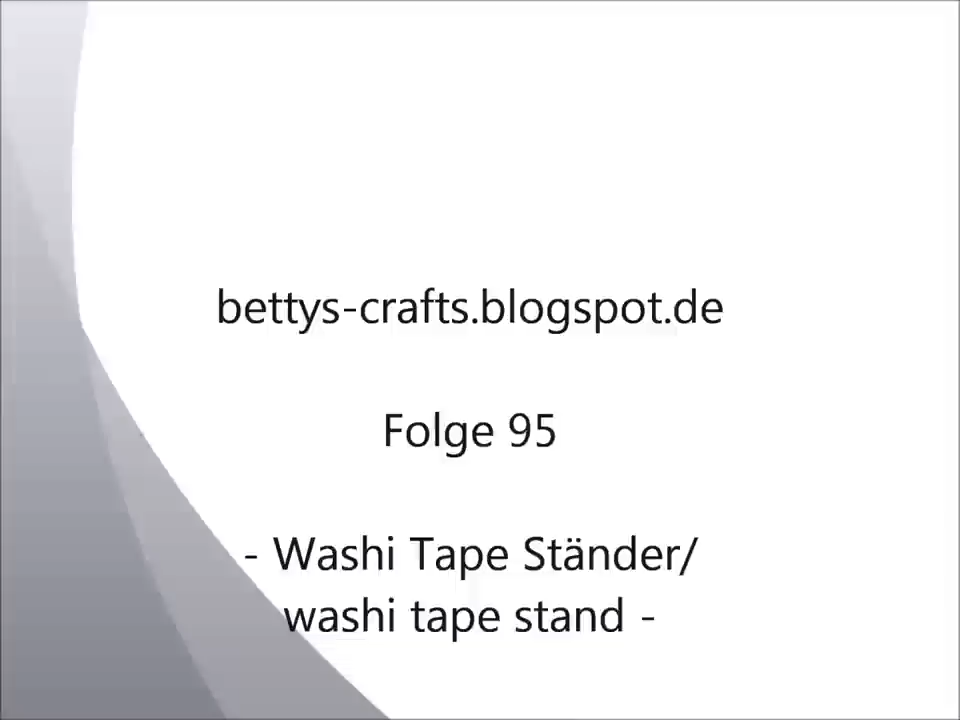 bettys-crafts.blogspot.de
Folge 95
- Washi Tape Ständer/
washi tape stand -